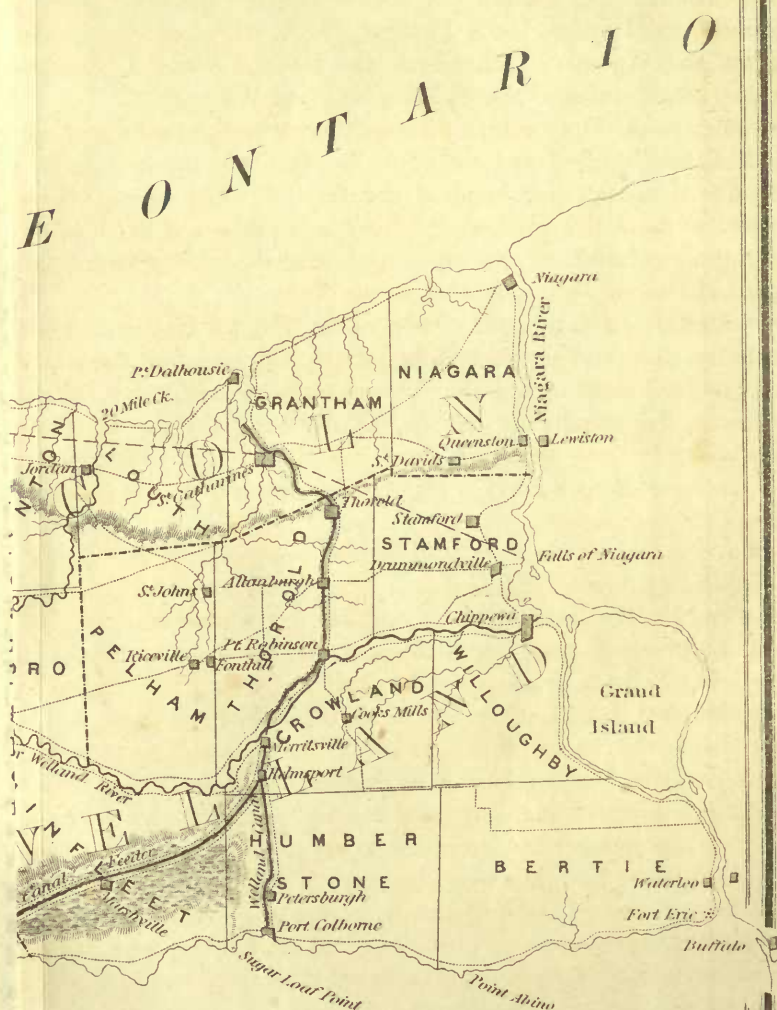 E ONTARIO
Niagara
Niagara River
Pt. Dalhousie
20 Mile Ck.
GRANTHAM
NIAGARA
LOUTH
Jordan
St. Catharines
Queenston
Lewiston
St. Davids
Thorold
Stamford
STAMFORD
Drummondville
Falls of Niagara
St. Johns
Allanburgh
Chippewa
PELHAM
THOROLD
Pt. Robinson
Riceville
Fonthill
CROWLAND
WILLOUGHBY
Cooks Mills
Grand
Island
Merritsville
Helmsport
or Welland River
WELLAND
Canal Feeder
Marshville
Welland Canal
HUMBER
STONE
BERTIE
Petersburgh
Port Colborne
Waterloo
Fort Erie
Buffalo
Sugar Loaf Point
Point Abino